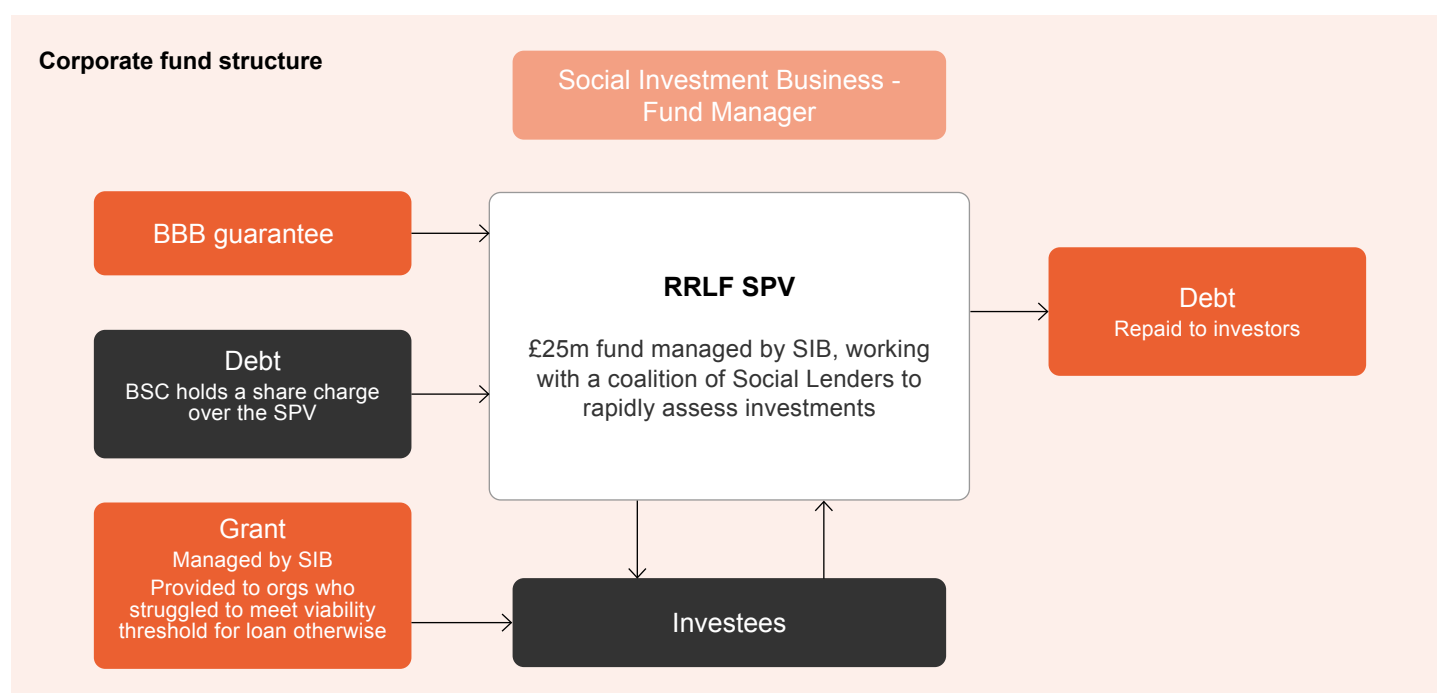 Corporate fund structure
Social Investment Business -
Fund Manager
BBB guarantee
Debt
BSC holds a share charge
over the SPV
Grant
Managed by SIB
Provided to orgs who
struggled to meet viability
threshold for loan otherwise
RRLF SPV
£25m fund managed by SIB, working
with a coalition of Social Lenders to
rapidly assess investments
Investees
Debt
Repaid to investors